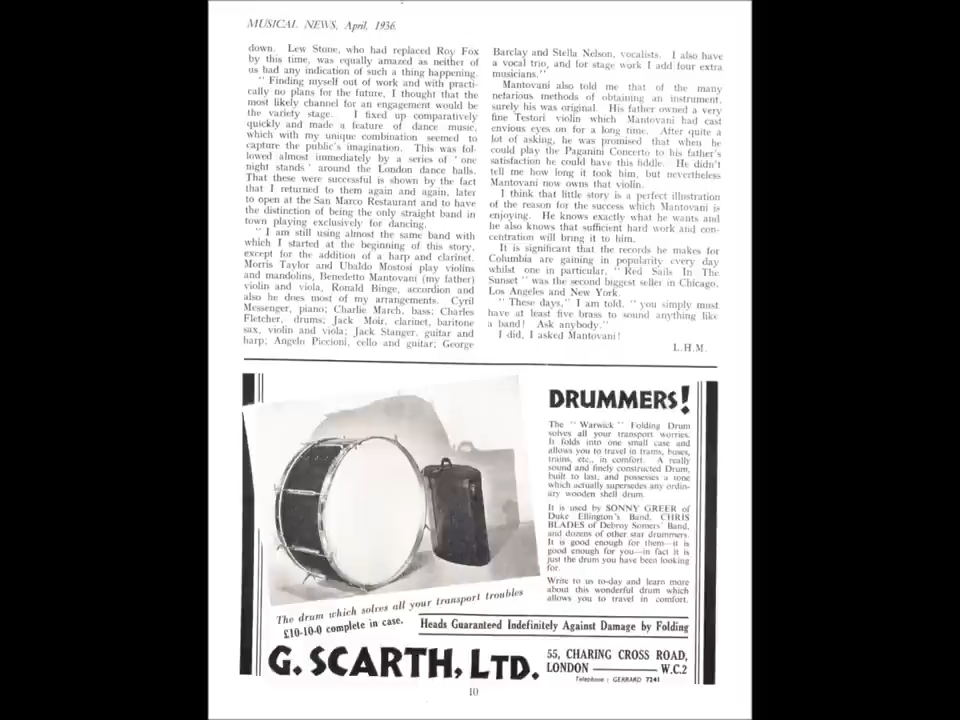 MUSICAL NEWS, April, 1936.
down. Lew Stone, who had replaced Roy Fox
by this time, was equally amazed as neither of
us had any indication of such a thing happening.
" Finding myself out of work and with practi-
cally no plans for the future, I thought that the
most likely channel for an engagement would be
the variety stage. I fixed up comparatively
quickly and made a feature of dance music,
which with my unique combination seemed to
capture the public's imagination. This was fol-
lowed almost immediately by a series of ' one
night stands ' around the London dance halls.
That these were successful is shown by the fact
that I returned to them again and again, later
to open at the San Marco Restaurant and to have
the distinction of being the only straight band in
town playing exclusively for dancing.
" I am still using almost the same band with
which I started at the beginning of this story,
except for the addition of a harp and clarinet.
Morris Taylor and Ubaldo Mostosi play violins
and mandolins, Benedetto Mantovani (my father)
violin and viola, Ronald Binge, accordion and
also he does most of my arrangements. Cyril
Messenger, piano; Charlie March, bass; Charles
Fletcher, drums; Jack Moir, clarinet, baritone
sax, violin and viola; Jack Stanger, guitar and
harp; Angelo Piccioni, cello and guitar; George
Barclay and Stella Nelson, vocalists. I also have
a vocal trio, and for stage work I add four extra
musicians."
Mantovani also told me that of the many
nefarious methods of obtaining an instrument,
surely his was original. His father owned a very
fine Testori violin which Mantovani had cast
envious eyes on for a long time. After quite a
lot of asking, he was promised that when he
could play the Paganini Concerto to his father's
satisfaction he could have this fiddle. He didn't
tell me how long it took him, but nevertheless
Mantovani now owns that violin.
I think that little story is a perfect illustration
of the reason for the success which Mantovani is
enjoying. He knows exactly what he wants and
he also knows that sufficient hard work and con-
centration will bring it to him.
It is significant that the records he makes for
Columbia are gaining in popularity every day
whilst one in particular, " Red Sails In The
Sunset " was the second biggest seller in Chicago,
Los Angeles and New York.
" These days," I am told, " you simply must
have at least five brass to sound anything like
a band! Ask anybody."
I did, I asked Mantovani!
L.H.M.
DRUMMERS!
The " Warwick " Folding Drum
solves all your transport worries.
It folds into one small case and
allows you to travel in trams, buses,
trains, etc., in comfort. A really
sound and finely constructed Drum,
built to last, and possesses a tone
which actually supersedes any ordin-
ary wooden shell drum.
It is used by SONNY GREER of
Duke Ellington's Band, CHRIS
BLADES of Debroy Somers' Band,
and dozens of other star drummers.
It is good enough for them—it is
good enough for you—in fact it is
just the drum you have been looking
for.
Write to us to-day and learn more
about this wonderful drum which
allows you to travel in comfort.
The drum which solves all your transport troubles
£10-10-0 complete in case.
Heads Guaranteed Indefinitely Against Damage by Folding
G. SCARTH, LTD.
55, CHARING CROSS ROAD,
LONDON — W.C.2
Telephone : GERRARD 7241
10